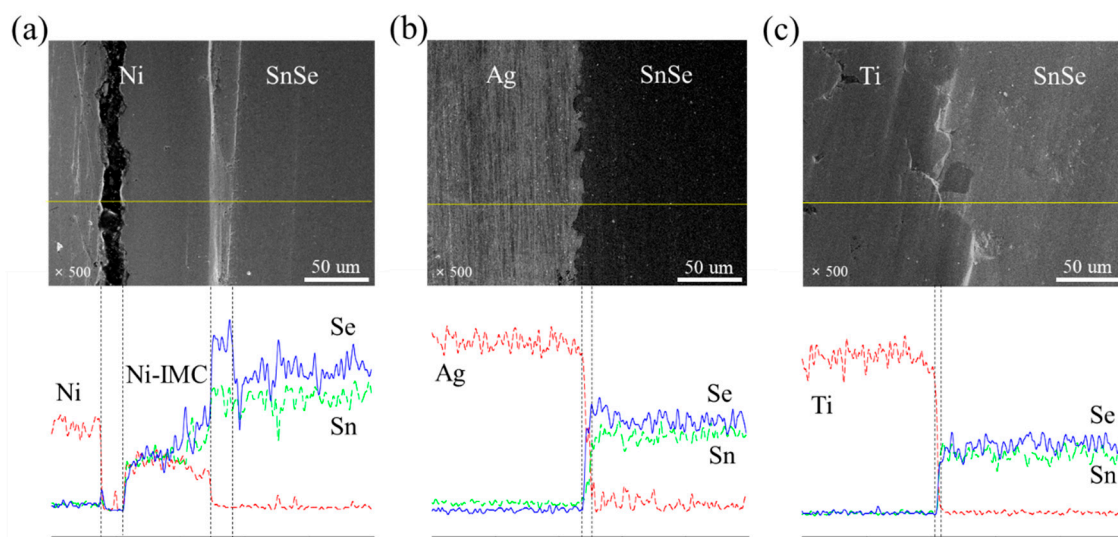 (a)
Ni
SnSe
× 500
50 um
(b)
Ag
SnSe
× 500
50 um
(c)
Ti
SnSe
× 500
50 um
Ni
Ni-IMC
Se
Sn
Ag
Se
Sn
Ti
Se
Sn